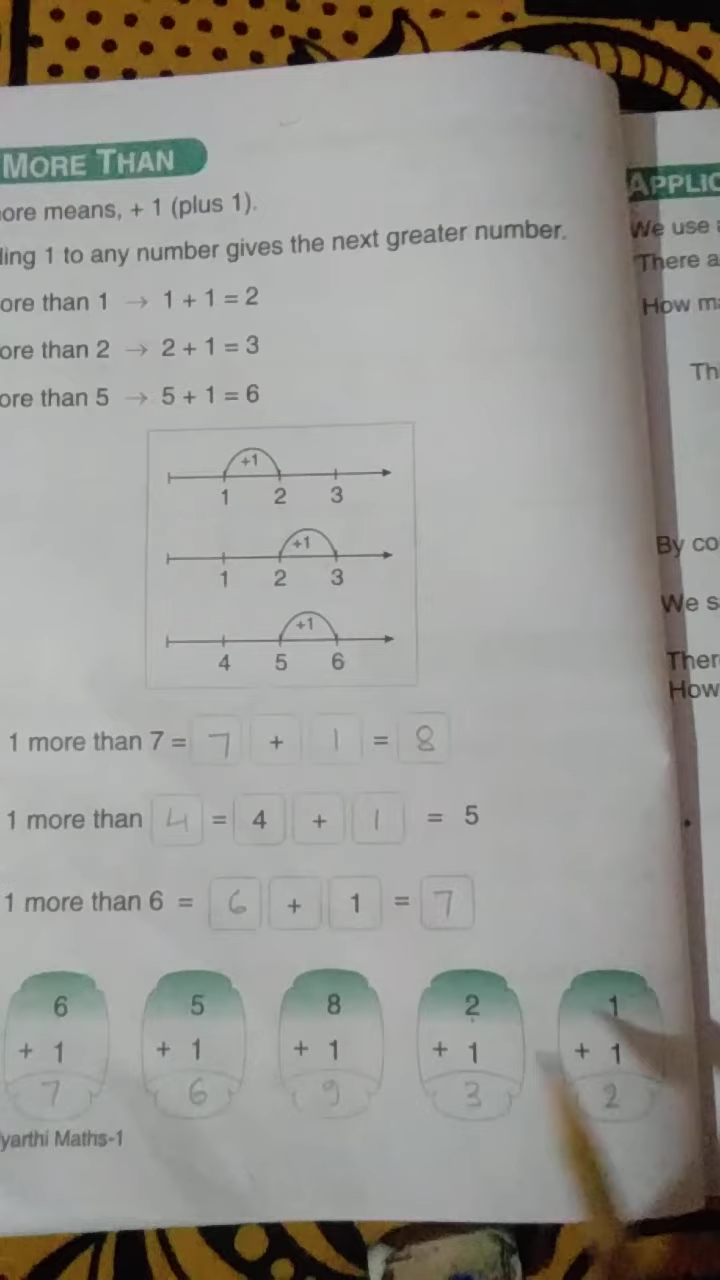 MORE THAN
ore means, + 1 (plus 1).
ling 1 to any number gives the next greater number.
ore than 1 → 1 + 1 = 2
ore than 2 → 2 + 1 = 3
ore than 5 → 5 + 1 = 6
+1
1 2 3
+1
1 2 3
+1
4 5 6
1 more than 7 = 7 + 1 = 8
1 more than 4 = 4 + 1 = 5
1 more than 6 = 6 + 1 = 7
6 5 8 2 1
+ 1 + 1 + 1 + 1 + 1
7 6 9 3 2
yarthi Maths-1
APPLIC
We use a
There a
How ma
Th
By co
We s
Ther
How